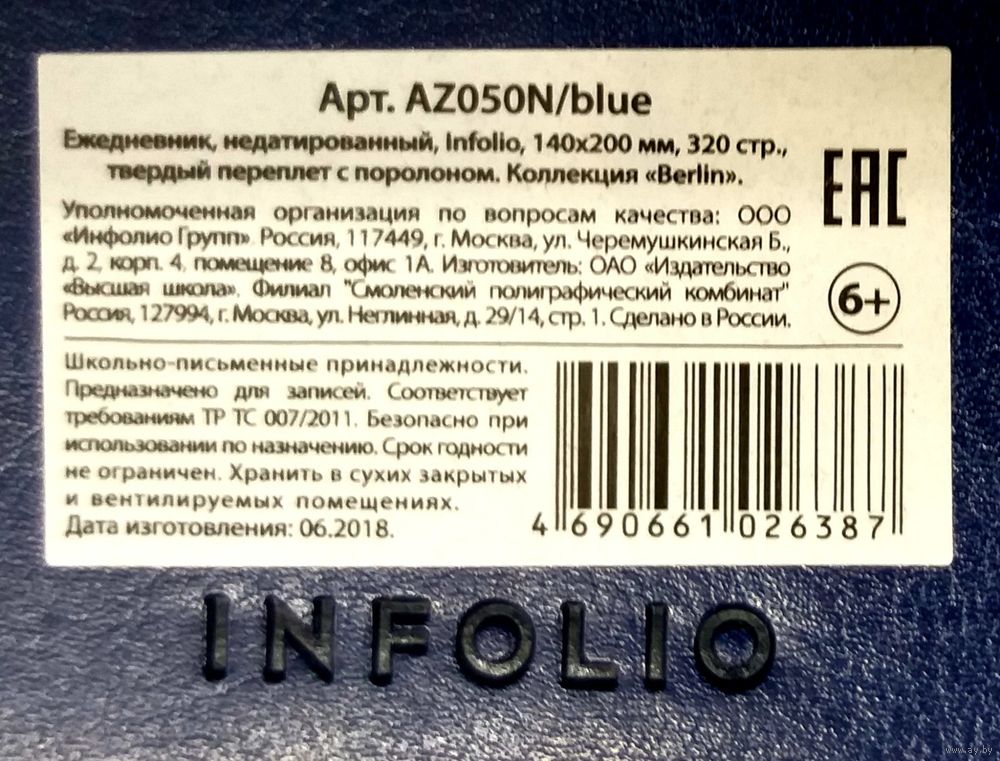 Арт. AZ050N/blue
Ежедневник, недатированный, Infolio, 140х200 мм, 320 стр.,
твердый переплет с поролоном. Коллекция «Berlin».
EAC
Уполномоченная организация по вопросам качества: ООО
«Инфолио Групп». Россия, 117449, г. Москва, ул. Черемушкинская Б.,
д. 2, корп. 4, помещение 8, офис 1А. Изготовитель: ОАО «Издательство
«Высшая школа». Филиал "Смоленский полиграфический комбинат"
Россия, 127994, г. Москва, ул. Неглинная, д. 29/14, стр. 1. Сделано в России.
6+
Школьно-письменные принадлежности.
Предназначено для записей. Соответствует
требованиям ТР ТС 007/2011. Безопасно при
использовании по назначению. Срок годности
не ограничен. Хранить в сухих закрытых
и вентилируемых помещениях.
Дата изготовления: 06.2018.
4 690661 026387
INFOLIO
www.ay.by